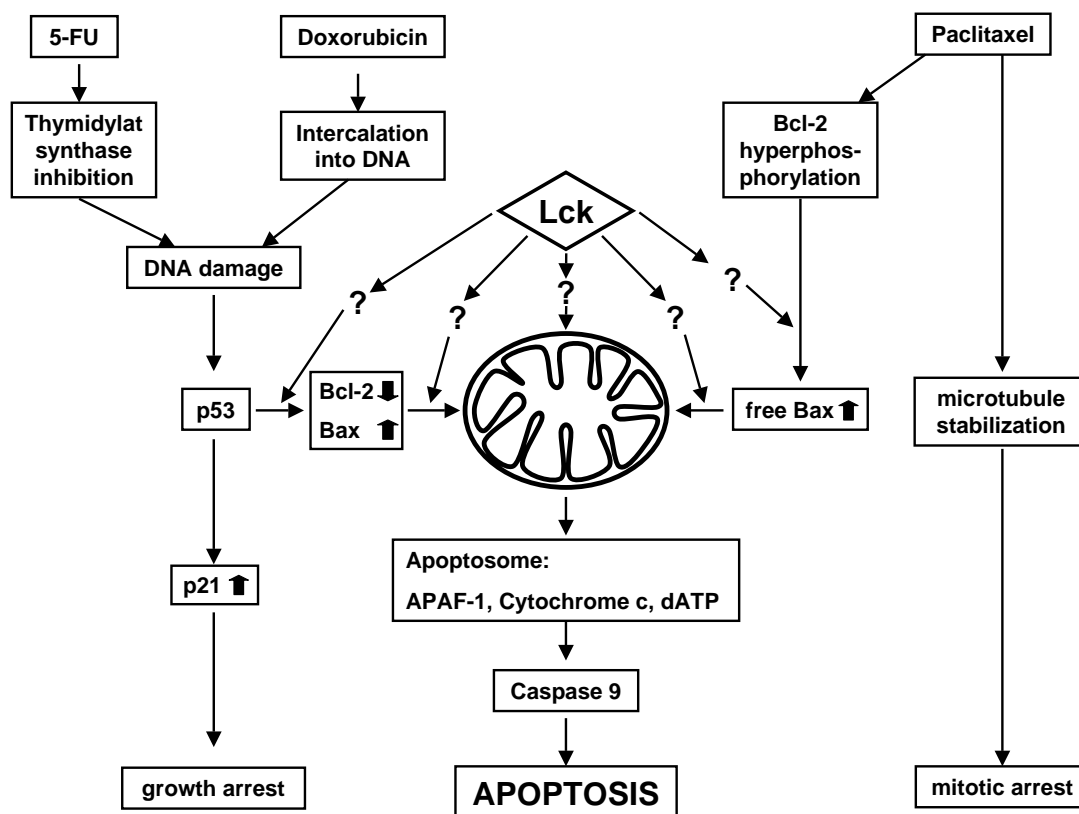 5-FU
Doxorubicin
Paclitaxel
Thymidylat
synthase
inhibition
Intercalation
into DNA
Bcl-2
hyperphos-
phorylation
Lck
DNA damage
?
?
?
?
?
p53
Bcl-2
Bax
free Bax
microtubule
stabilization
p21
Apoptosome:
APAF-1, Cytochrome c, dATP
Caspase 9
growth arrest
APOPTOSIS
mitotic arrest